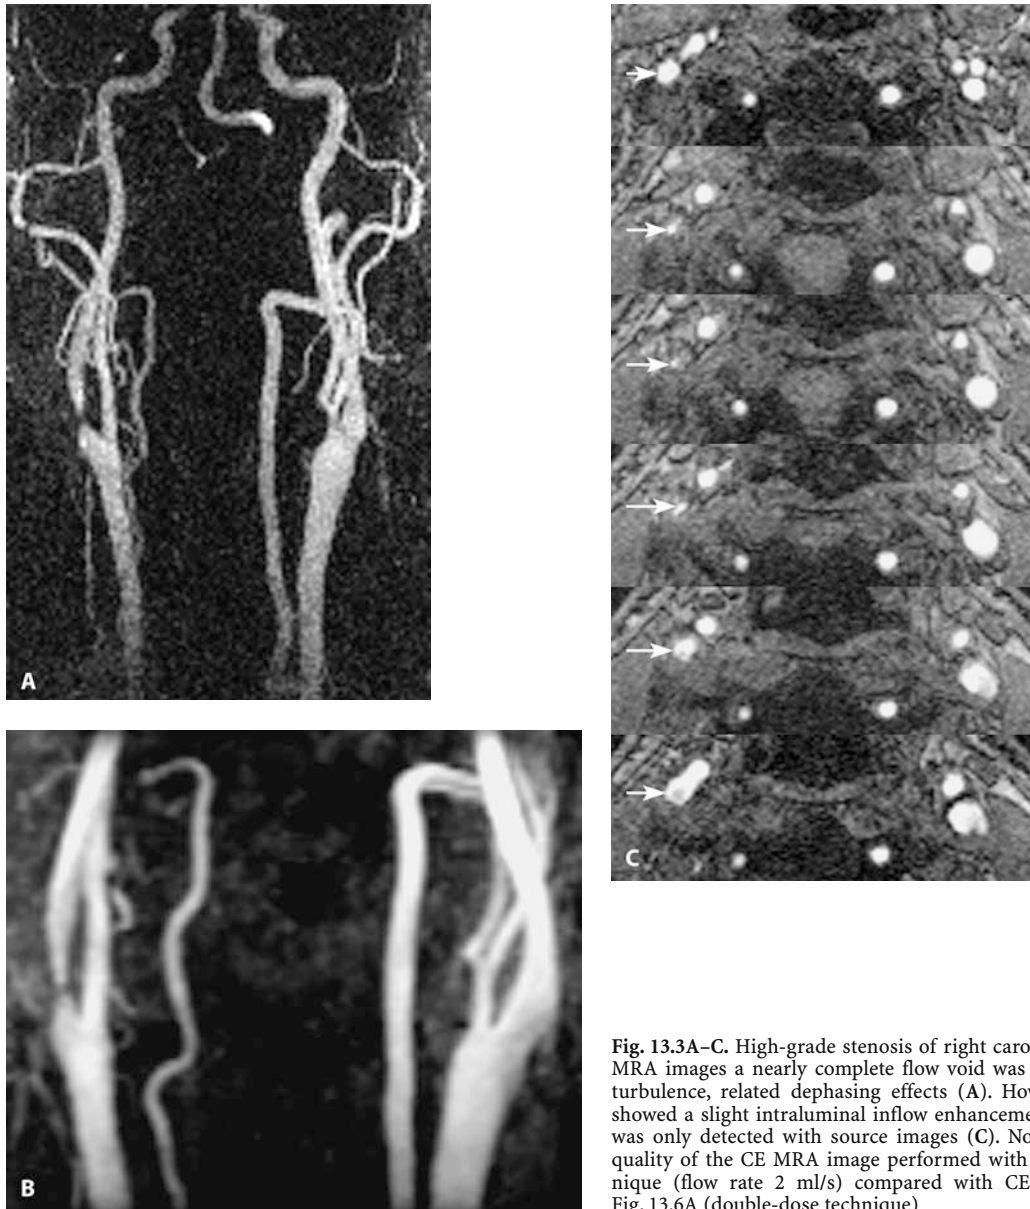 A
B
C
Fig. 13.3A–C. High-grade stenosis of right caro
MRA images a nearly complete flow void was
turbulence, related dephasing effects (A). How
showed a slight intraluminal inflow enhanceme
was only detected with source images (C). No
quality of the CE MRA image performed with
nique (flow rate 2 ml/s) compared with CE
Fig. 13.6A (double-dose technique)